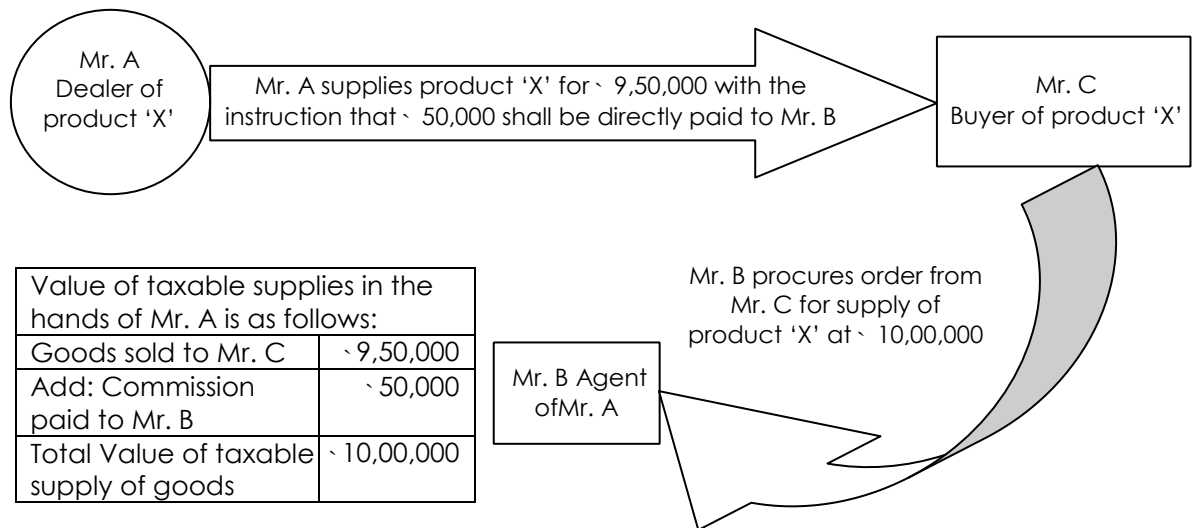 Mr. A
Dealer of
product ‘X’
Mr. A supplies product ‘X’ for ` 9,50,000 with the
instruction that ` 50,000 shall be directly paid to Mr. B
Mr. C
Buyer of product ‘X’
Mr. B procures order from
Mr. C for supply of
product ‘X’ at ` 10,00,000
Mr. B Agent
ofMr. A
Value of taxable supplies in the
hands of Mr. A is as follows:
Goods sold to Mr. C `9,50,000
Add: Commission ` 50,000
paid to Mr. B
Total Value of taxable `10,00,000
supply of goods